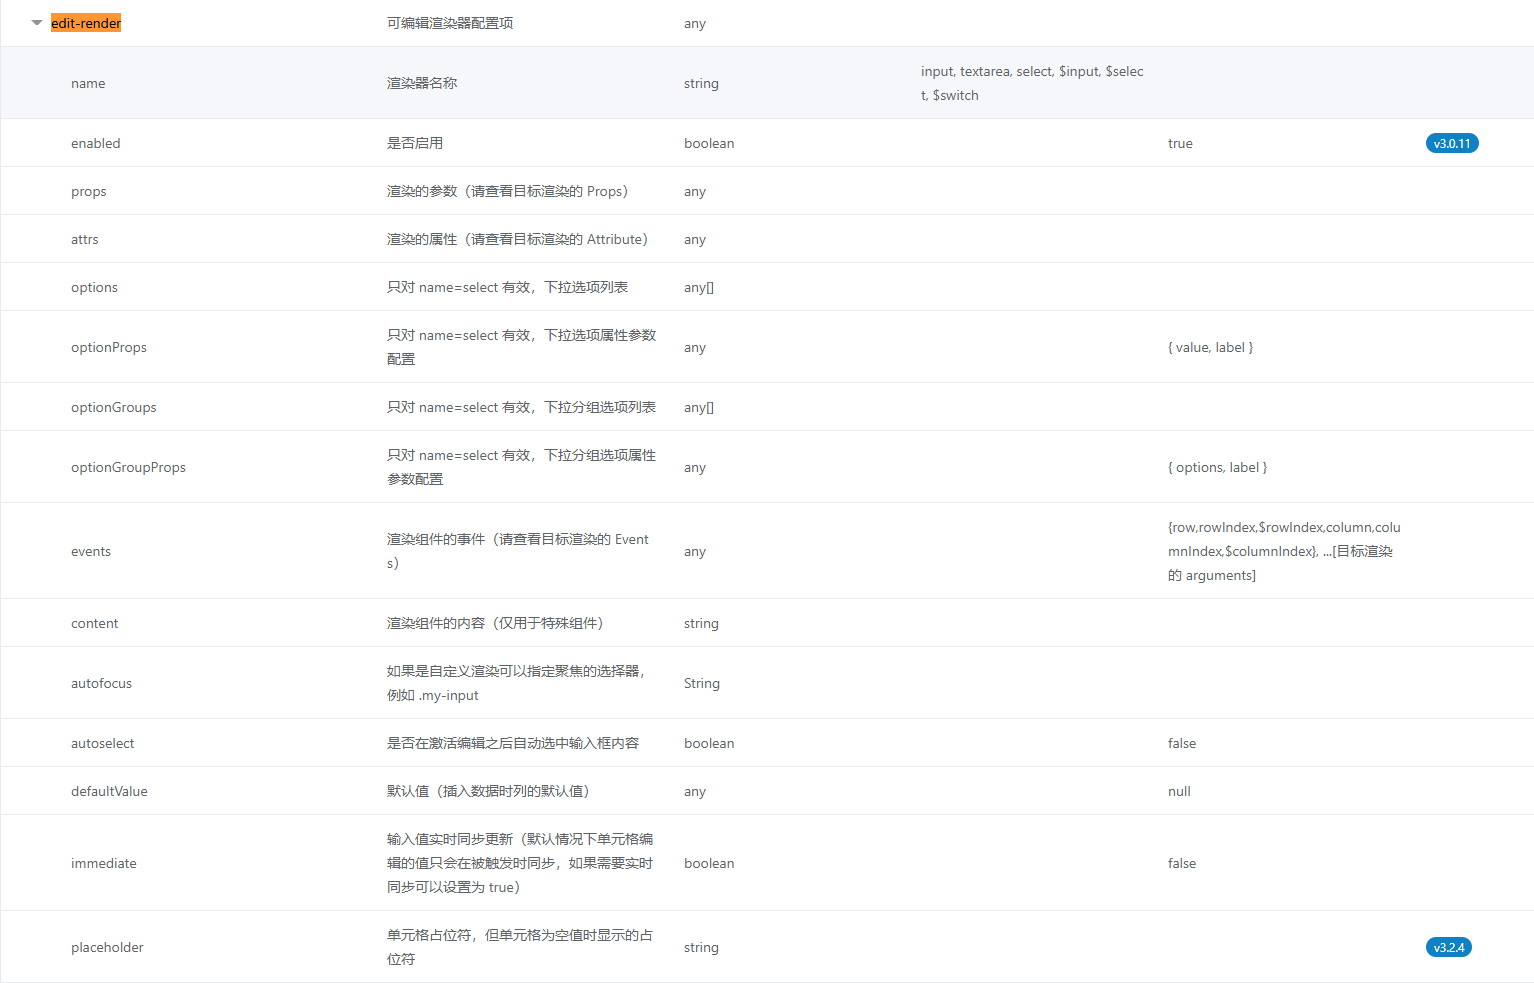 edit-render 可编辑渲染器配置项 any
name 渲染器名称 string input, textarea, select, $input, $selec
t, $switch
enabled 是否启用 boolean true v3.0.11
props 渲染的参数（请查看目标渲染的 Props） any
attrs 渲染的属性（请查看目标渲染的 Attribute） any
options 只对 name=select 有效，下拉选项列表 any[]
optionProps 只对 name=select 有效，下拉选项属性参数 any { value, label }
配置
optionGroups 只对 name=select 有效，下拉分组选项列表 any[]
optionGroupProps 只对 name=select 有效，下拉分组选项属性 any { options, label }
参数配置
events 渲染组件的事件（请查看目标渲染的 Event any {row,rowIndex,$rowIndex,column,colu
s） mnIndex,$columnIndex}, ...[目标渲染
的 arguments]
content 渲染组件的内容（仅用于特殊组件） string
autofocus 如果是自定义渲染可以指定聚焦的选择器， String
例如 .my-input
autoselect 是否在激活编辑之后自动选中输入框内容 boolean false
defaultValue 默认值（插入数据时列的默认值） any null
immediate 输入值实时同步更新（默认情况下单元格编 boolean false
辑的值只会在被触发时同步，如果需要实时
同步可以设置为 true）
placeholder 单元格占位符，但单元格为空值时显示的占 string v3.2.4
位符